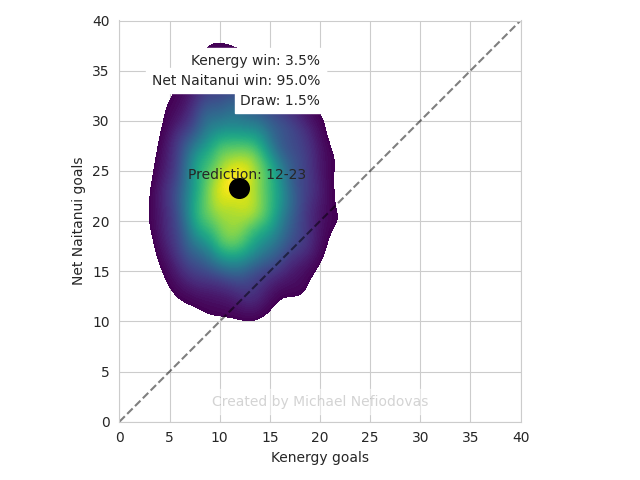 40
35
30
25
20
15
10
5
0
Net Naitanui goals
Kenergy win: 3.5%
Net Naitanui win: 95.0%
Draw: 1.5%
Prediction: 12-23
Created by Michael Nefiodovas
0 5 10 15 20 25 30 35 40
Kenergy goals